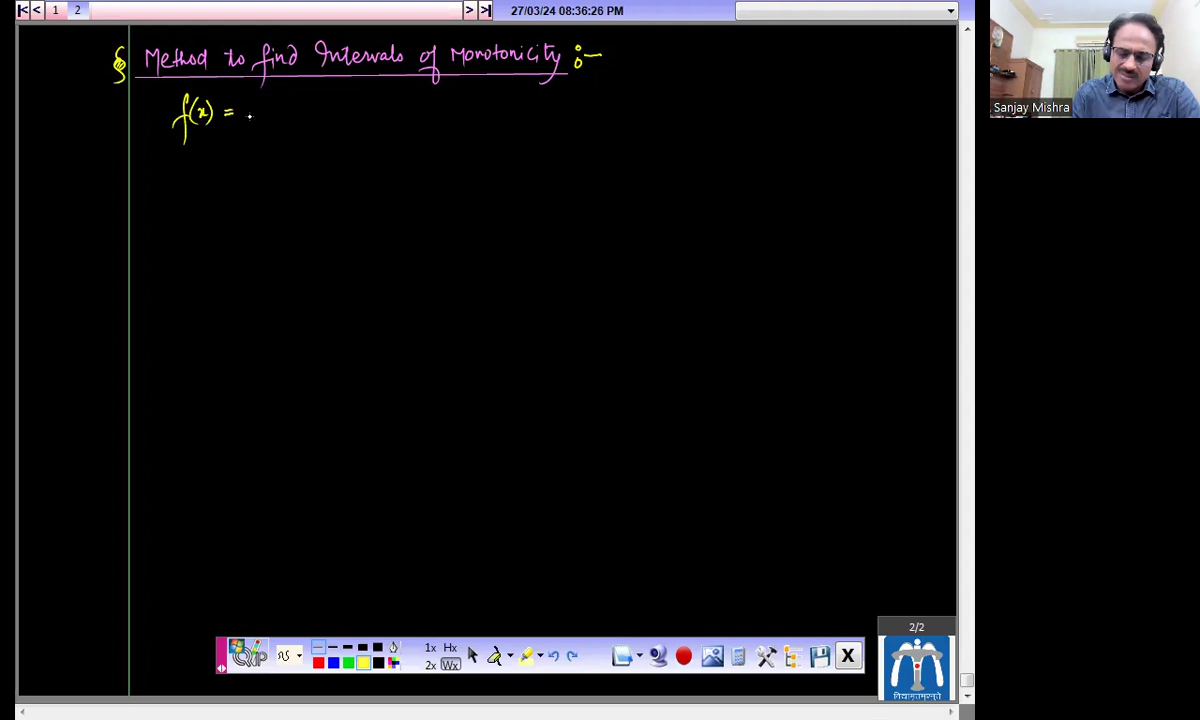 1 2
27/03/24 08:36:26 PM
§ Method to find Intervals of Monotonicity :-
f(x) =
Sanjay Mishra
1x Hx
2x Wx
X
2/2